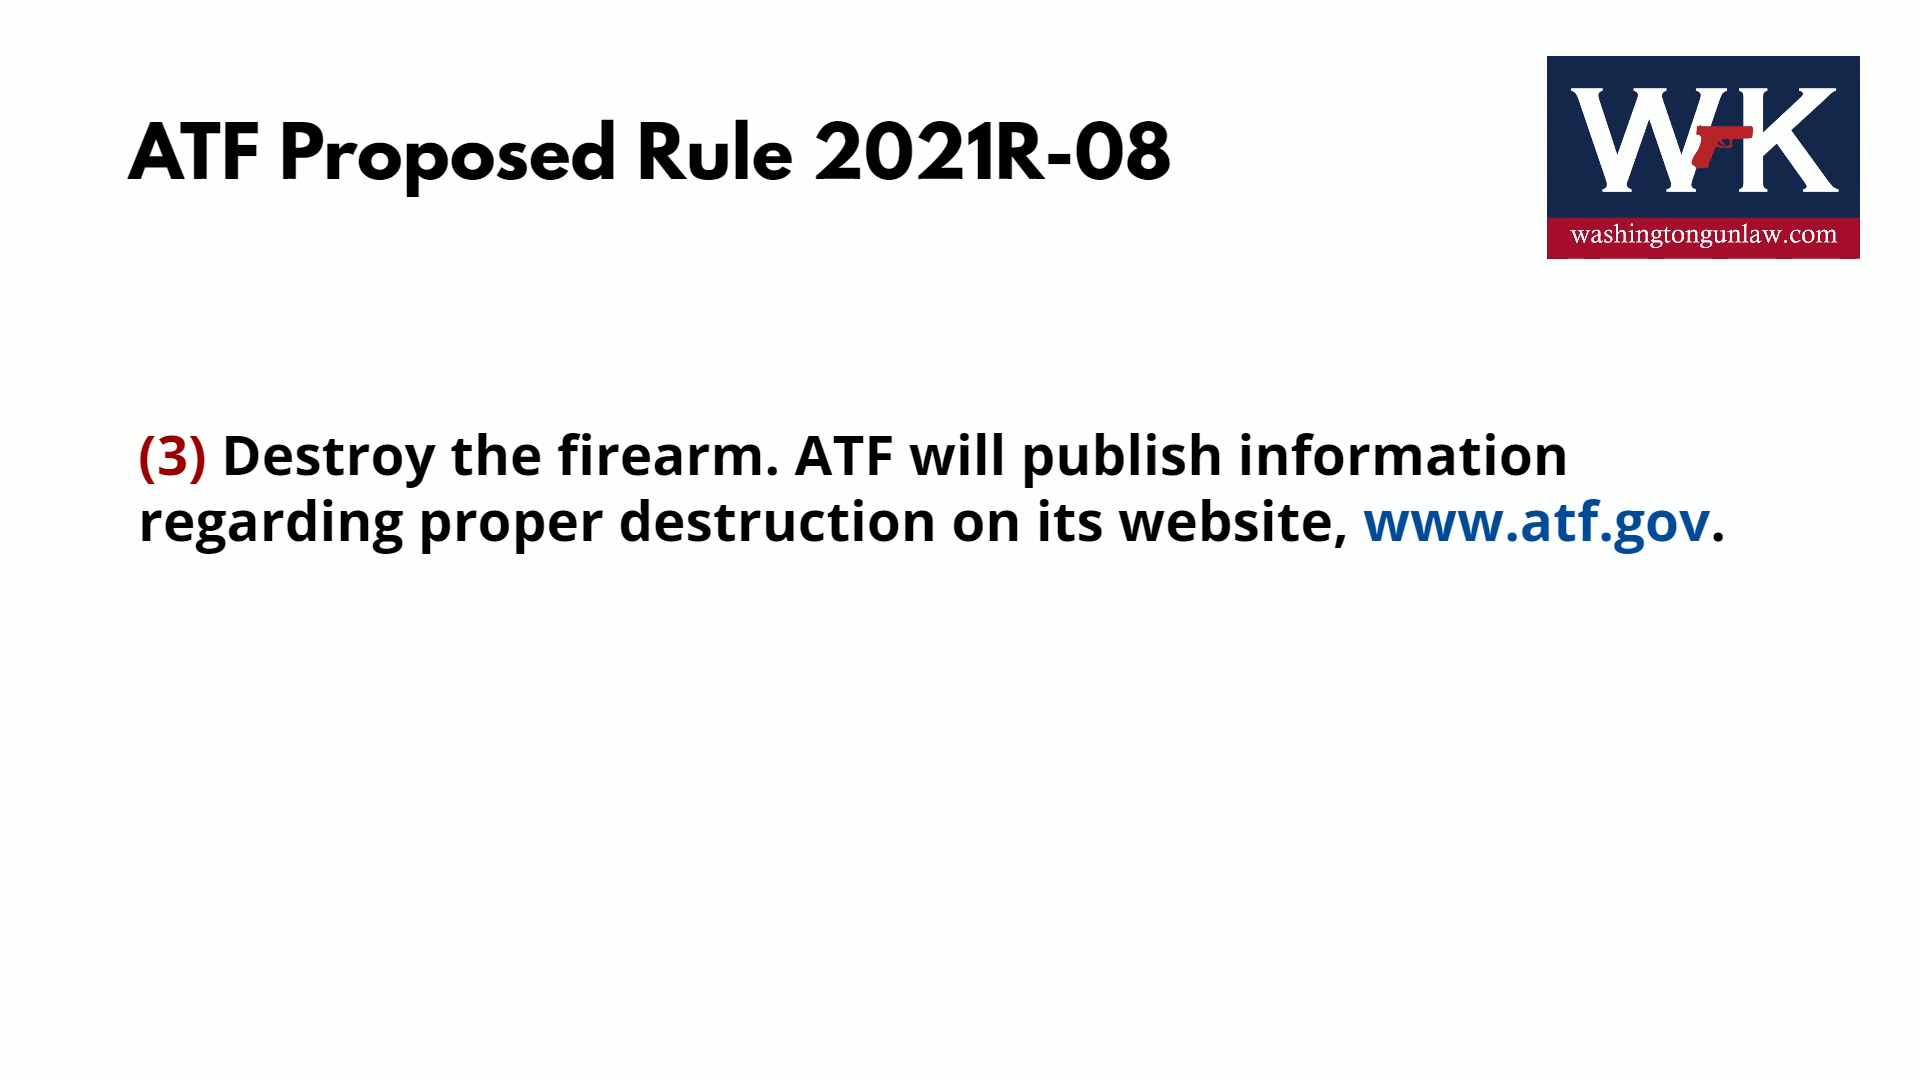 ATF Proposed Rule 2021R-08
WK
washingtongunlaw.com
(3) Destroy the firearm. ATF will publish information
regarding proper destruction on its website, www.atf.gov.